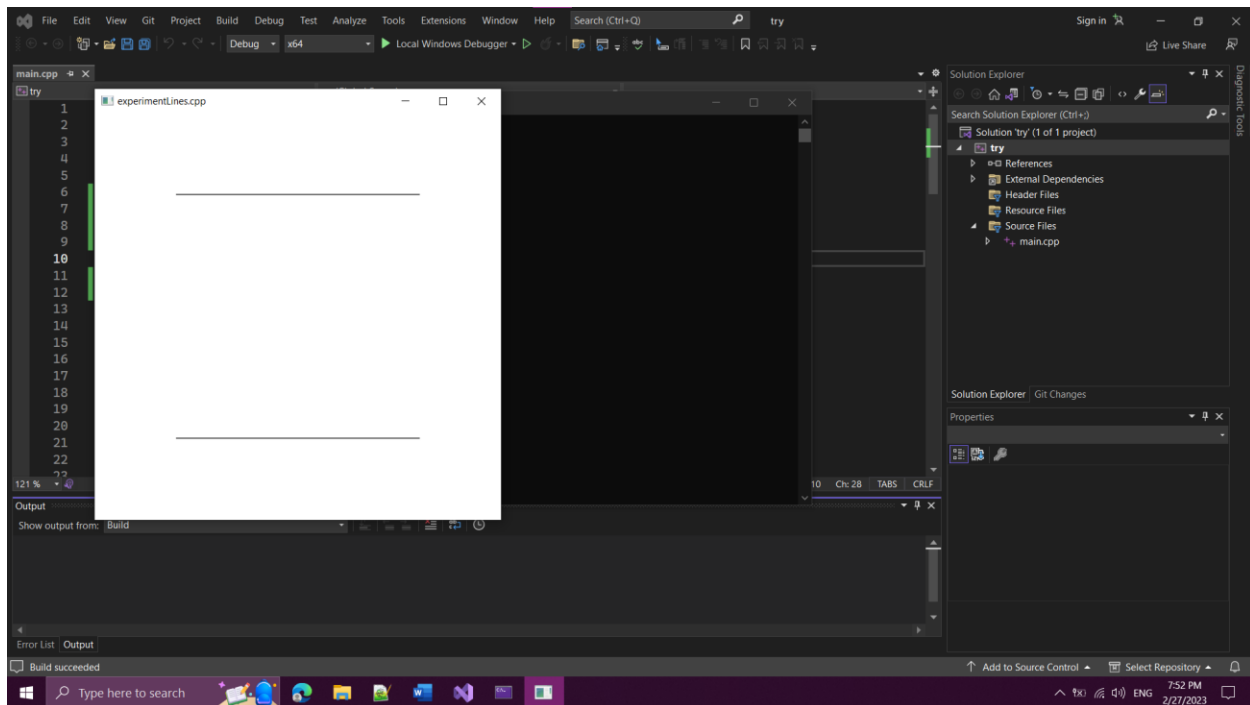 File Edit View Git Project Build Debug Test Analyze Tools Extensions Window Help Search (Ctrl+Q) try Sign in
Debug x64 Local Windows Debugger Live Share
main.cpp
try
experimentLines.cpp
1
2
3
4
5
6
7
8
9
10
11
12
13
14
15
16
17
18
19
20
21
22
121 % Ch: 28 TABS CRLF
Output
Show output from: Build
Error List Output
Solution Explorer
Search Solution Explorer (Ctrl+;)
Solution 'try' (1 of 1 project)
try
References
External Dependencies
Header Files
Resource Files
Source Files
main.cpp
Solution Explorer Git Changes
Properties
Diagnostic Tools
Build succeeded Add to Source Control Select Repository
Type here to search ENG 7:52 PM
2/27/2023